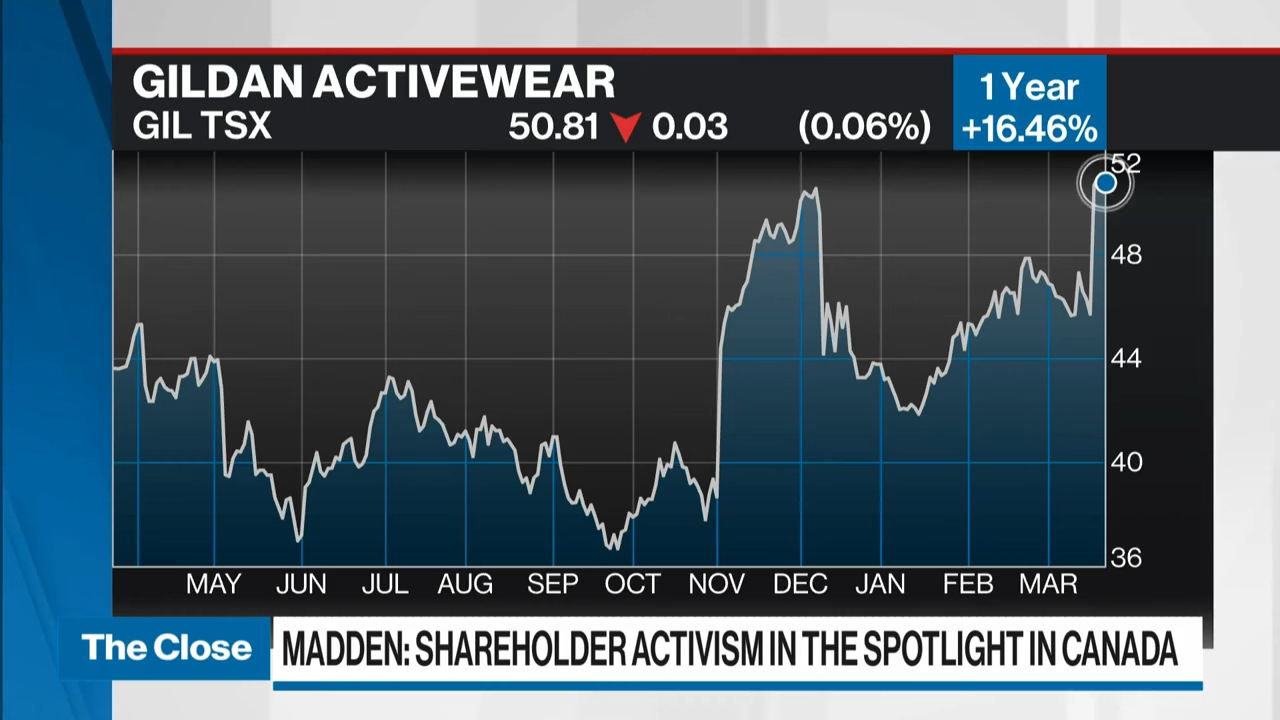 GILDAN ACTIVEWEAR
GIL TSX 50.81 0.03 (0.06%)
1 Year
+16.46%
52
48
44
40
36
MAY JUN JUL AUG SEP OCT NOV DEC JAN FEB MAR
The Close
MADDEN: SHAREHOLDER ACTIVISM IN THE SPOTLIGHT IN CANADA